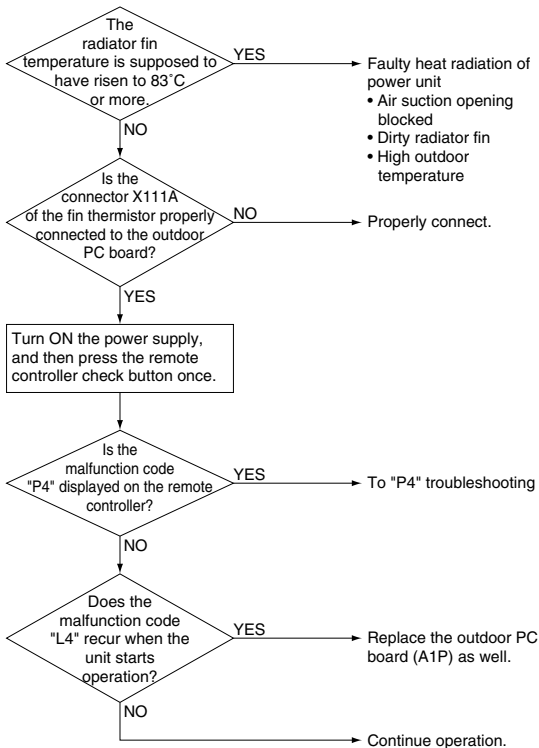 The
radiator fin
temperature is supposed to
have risen to 83˚C
or more.
YES
Faulty heat radiation of
power unit
• Air suction opening
blocked
• Dirty radiator fin
• High outdoor
temperature
NO
Is the
connector X111A
of the fin thermistor properly
connected to the outdoor
PC board?
NO
Properly connect.
YES
Turn ON the power supply,
and then press the remote
controller check button once.
Is the
malfunction code
"P4" displayed on the remote
controller?
YES
To "P4" troubleshooting
NO
Does the
malfunction code
"L4" recur when the
unit starts
operation?
YES
Replace the outdoor PC
board (A1P) as well.
NO
Continue operation.